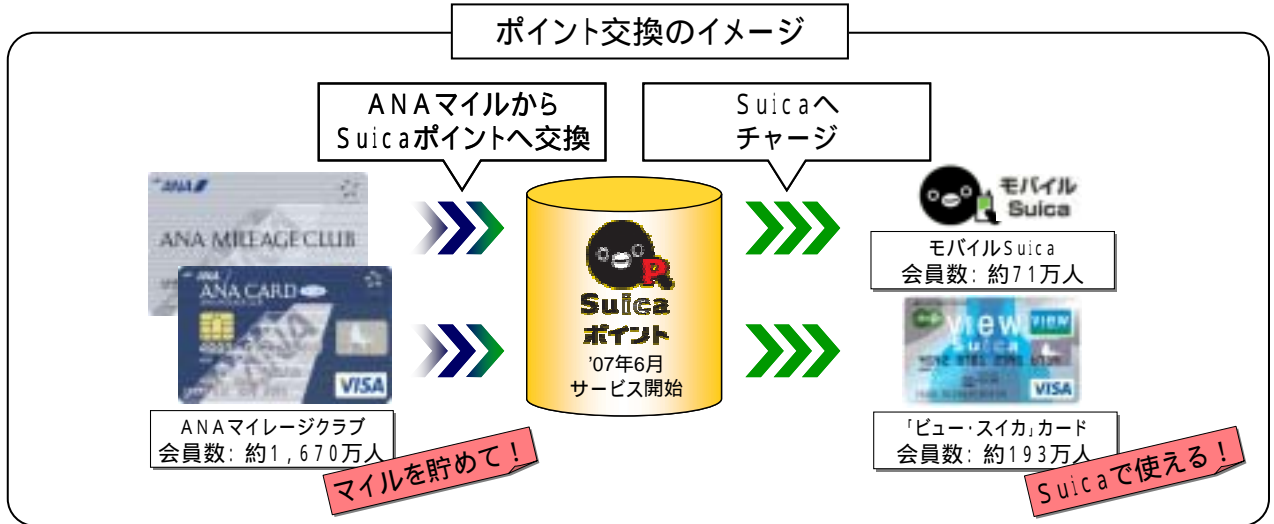 ポイント交換のイメージ
ANAマイルから
Suicaポイントへ交換
Suicaへ
チャージ
ANA
ANA MILEAGE CLUB
ANA
ANA CARD
VISA
ANAマイレージクラブ
会員数: 約1,670万人
マイルを貯めて!
P
Suica
ポイント
'07年6月
サービス開始
モバイル
Suica
モバイルSuica
会員数: 約71万人
view
VIEW
Suica
VISA
「ビュー・スイカ」カード
会員数: 約193万人
Suicaで使える!